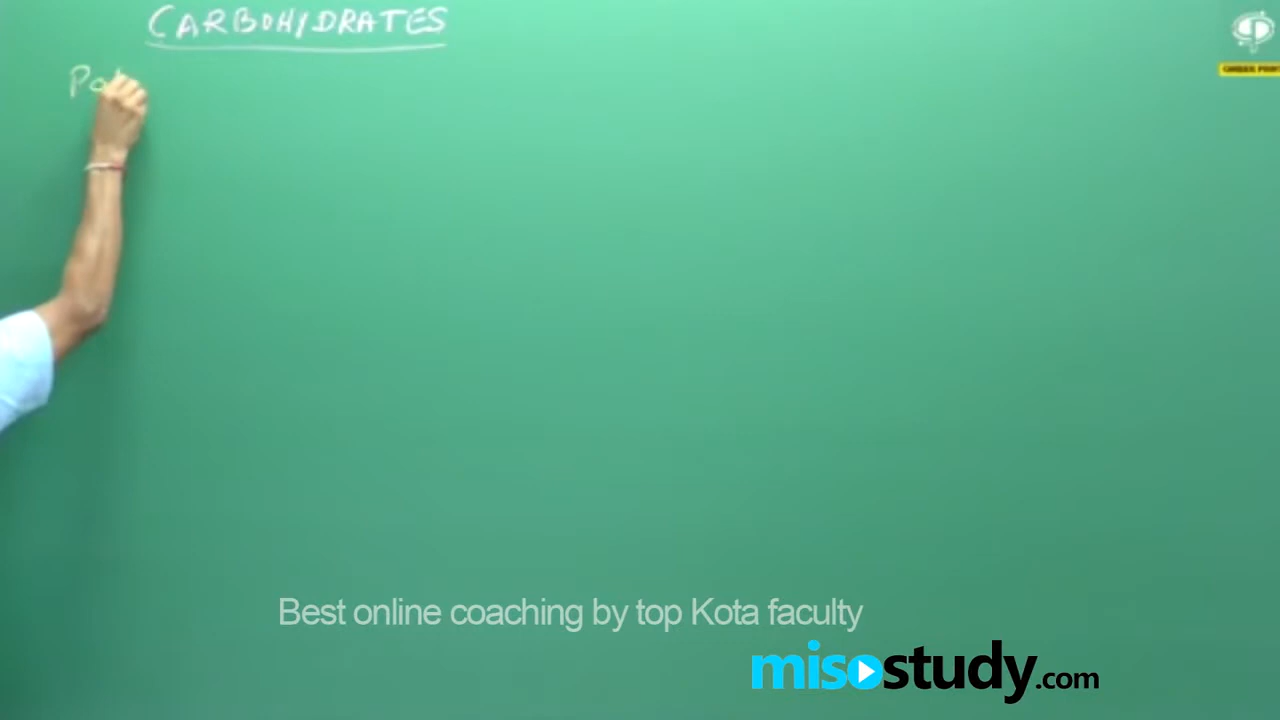 CARBOHYDRATES
Best online coaching by top Kota faculty
misostudy.com